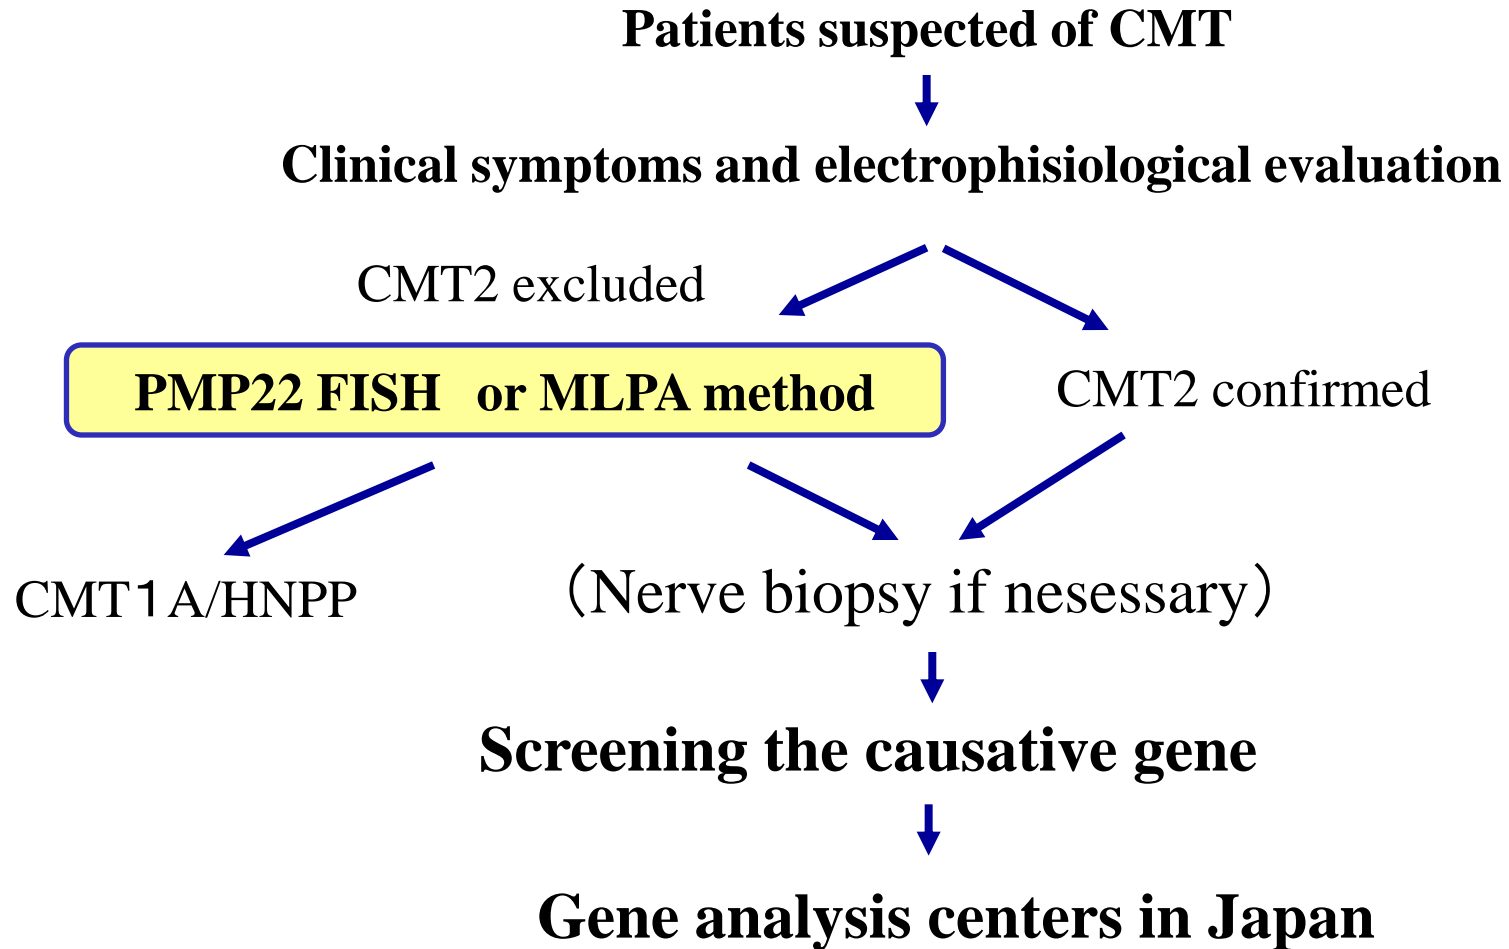 Patients suspected of CMT
Clinical symptoms and electrophisiological evaluation
CMT2 excluded
PMP22 FISH or MLPA method
CMT2 confirmed
CMT１A/HNPP
（Nerve biopsy if nesessary）
Screening the causative gene
Gene analysis centers in Japan